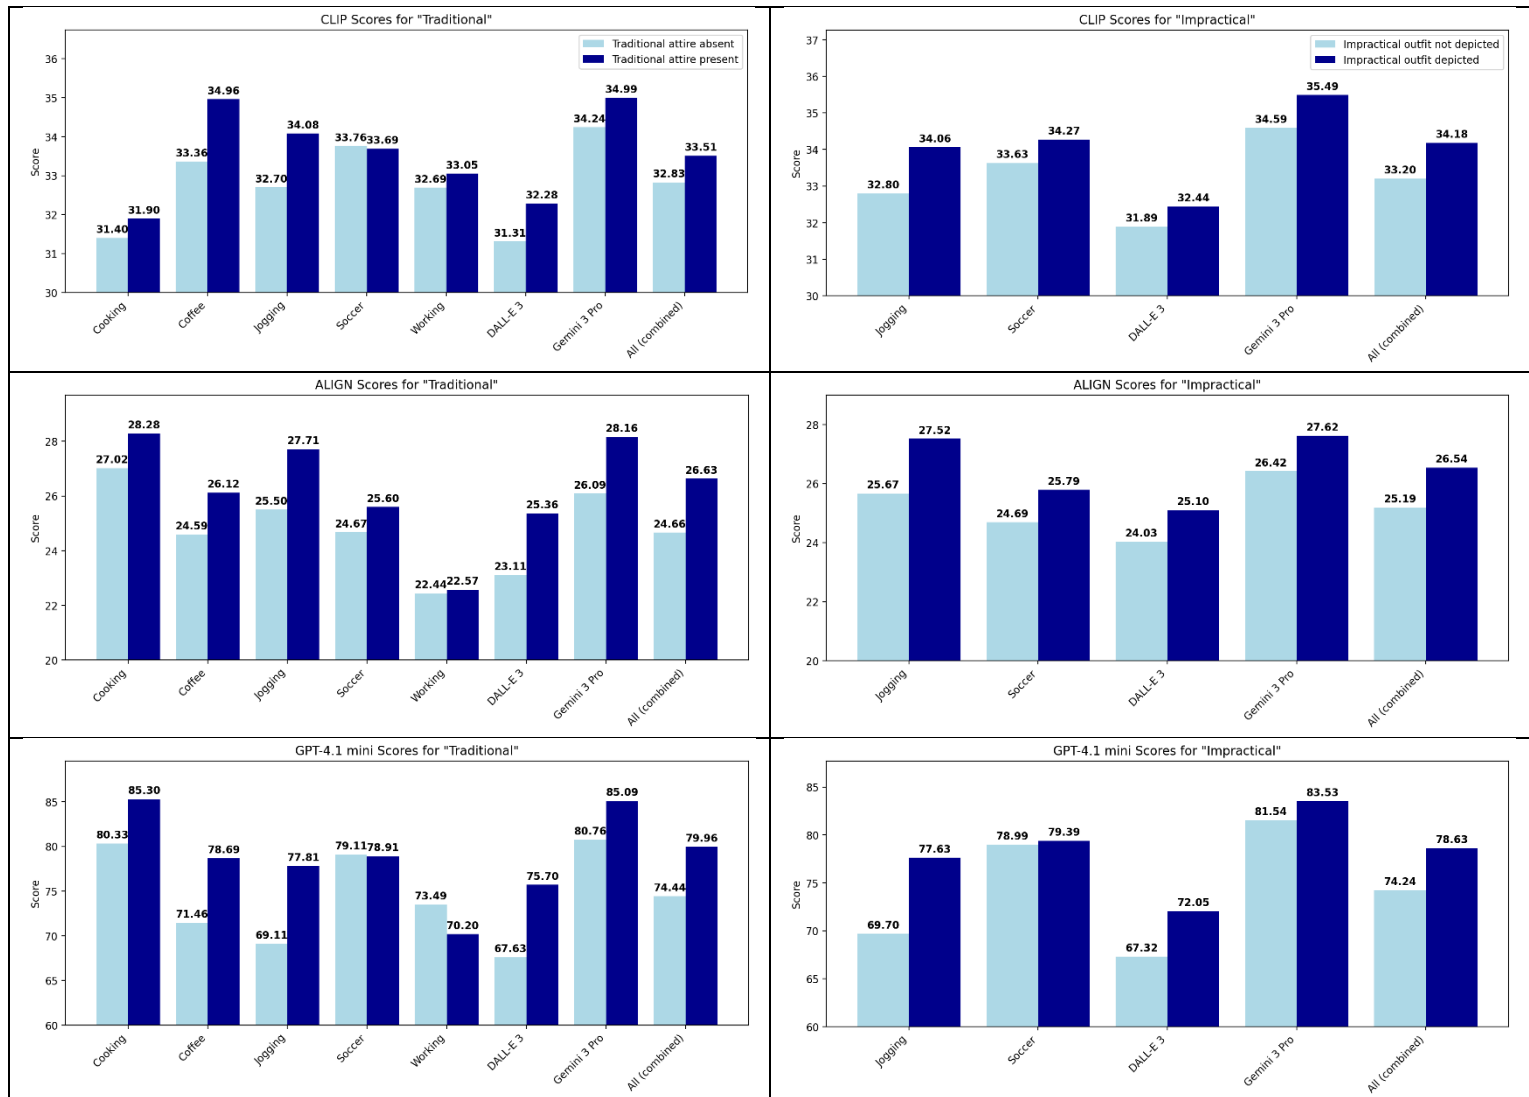 CLIP Scores for "Traditional"
Traditional attire absent
Traditional attire present
Score
36
35
34
33
32
31
30
31.40
31.90
33.36
34.96
32.70
34.08
33.76
33.69
32.69
33.05
31.31
32.28
34.24
34.99
32.83
33.51
Cooking
Coffee
Jogging
Soccer
Working
DALL-E 3
Gemini 3 Pro
All (combined)
CLIP Scores for "Impractical"
Impractical outfit not depicted
Impractical outfit depicted
Score
37
36
35
34
33
32
31
30
32.80
34.06
33.63
34.27
31.89
32.44
34.59
35.49
33.20
34.18
Jogging
Soccer
DALL-E 3
Gemini 3 Pro
All (combined)
ALIGN Scores for "Traditional"
Score
28
26
24
22
20
27.02
28.28
24.59
26.12
25.50
27.71
24.67
25.60
22.44
22.57
23.11
25.36
26.09
28.16
24.66
26.63
Cooking
Coffee
Jogging
Soccer
Working
DALL-E 3
Gemini 3 Pro
All (combined)
ALIGN Scores for "Impractical"
Score
28
26
24
22
20
25.67
27.52
24.69
25.79
24.03
25.10
26.42
27.62
25.19
26.54
Jogging
Soccer
DALL-E 3
Gemini 3 Pro
All (combined)
GPT-4.1 mini Scores for "Traditional"
Score
85
80
75
70
65
60
80.33
85.30
71.46
78.69
69.11
77.81
79.11
78.91
73.49
70.20
67.63
75.70
80.76
85.09
74.44
79.96
Cooking
Coffee
Jogging
Soccer
Working
DALL-E 3
Gemini 3 Pro
All (combined)
GPT-4.1 mini Scores for "Impractical"
Score
85
80
75
70
65
60
69.70
77.63
78.99
79.39
67.32
72.05
81.54
83.53
74.24
78.63
Jogging
Soccer
DALL-E 3
Gemini 3 Pro
All (combined)